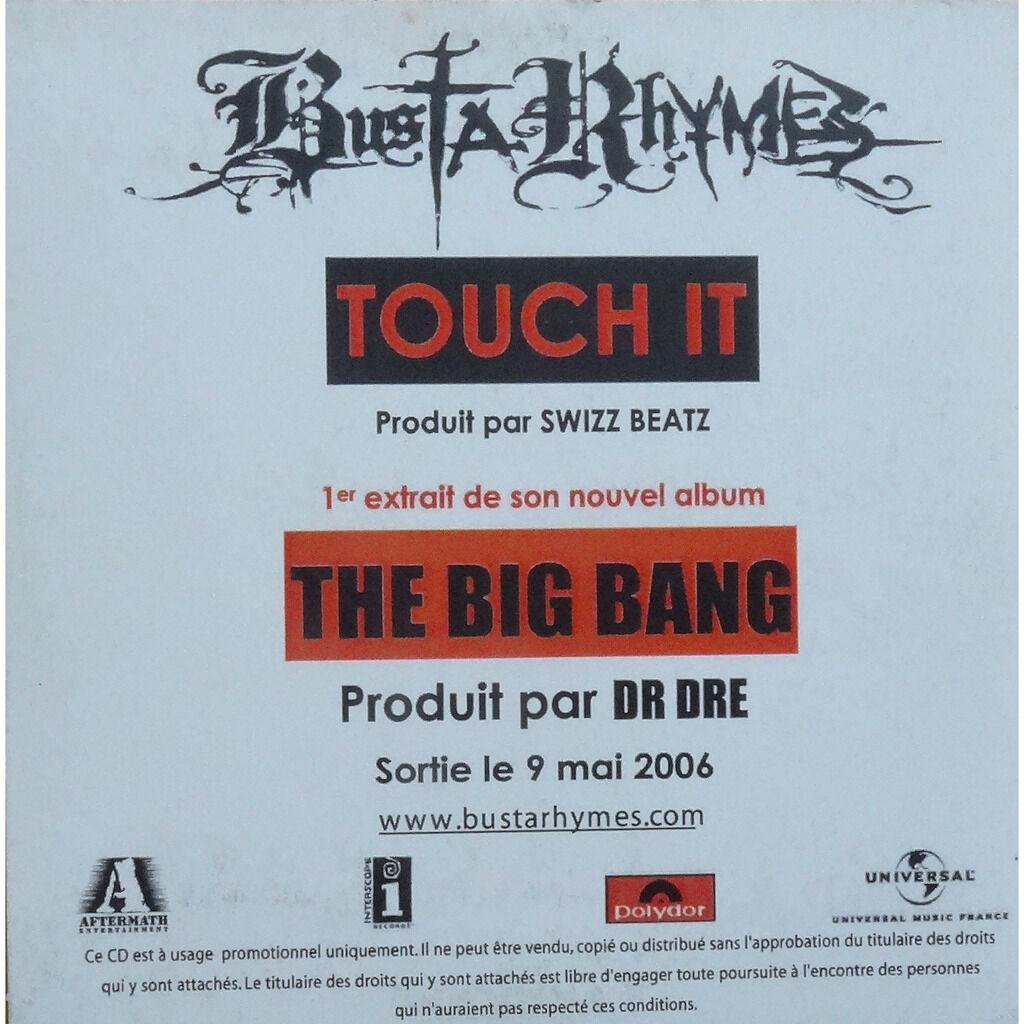 BUSTA RHYMES
TOUCH IT
Produit par SWIZZ BEATZ
1er extrait de son nouvel album
THE BIG BANG
Produit par DR DRE
Sortie le 9 mai 2006
www.bustarhymes.com
AFTERMATH
ENTERTAINMENT
INTERSCOPE
i
RECORDS
polydor
UNIVERSAL
UNIVERSAL MUSIC FRANCE
Ce CD est à usage promotionnel uniquement. Il ne peut être vendu, copié ou distribué sans l'approbation du titulaire des droits
qui y sont attachés. Le titulaire des droits qui y sont attachés est libre d'engager toute poursuite à l'encontre des personnes
qui n'auraient pas respecté ces conditions.